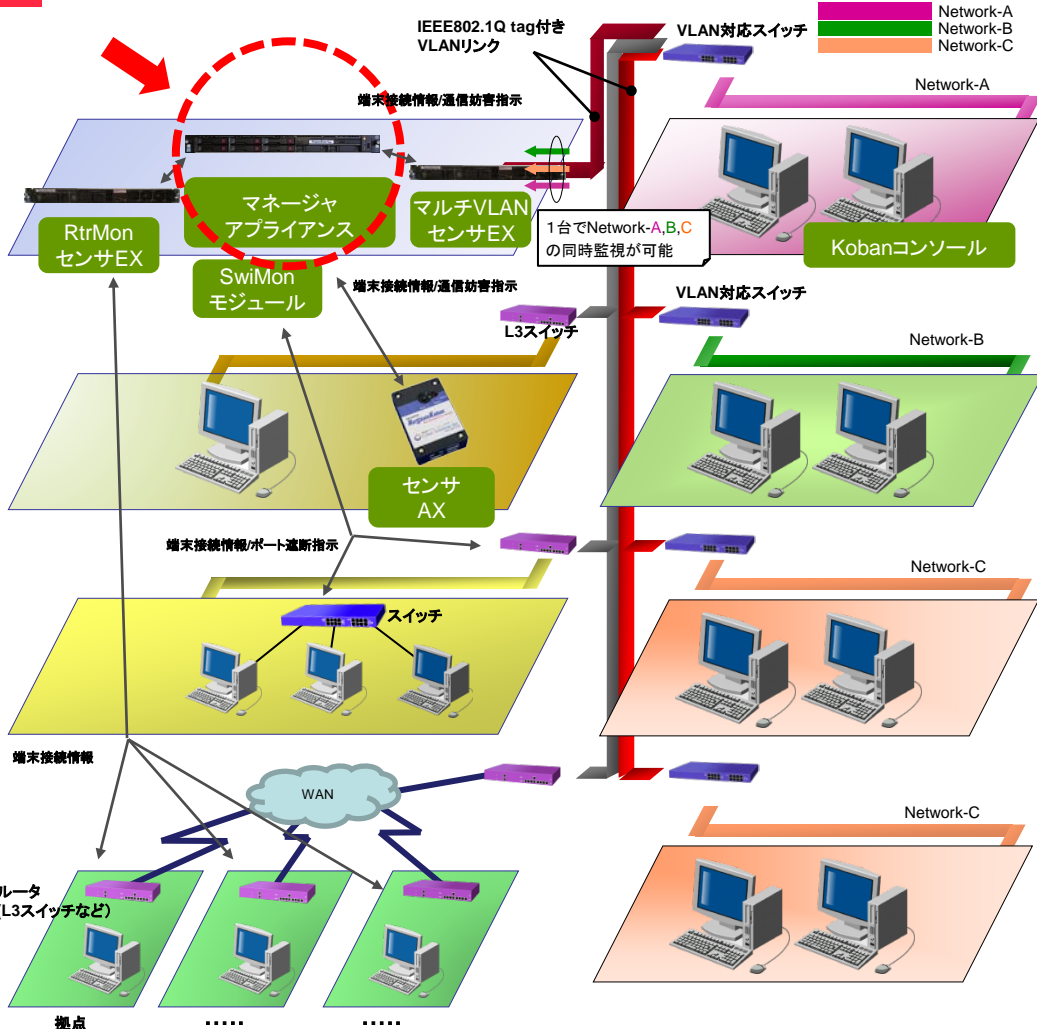 IEEE802.1Q tag付き
VLANリンク
VLAN対応スイッチ
Network-A
Network-B
Network-C
Network-A
端末接続情報/通信妨害指示
マネージャ
アプライアンス
マルチVLAN
センサEX
RtrMon
センサEX
1台でNetwork-A,B,C
の同時監視が可能
Kobanコンソール
SwiMon
モジュール
端末接続情報/通信妨害指示
VLAN対応スイッチ
L3スイッチ
Network-B
センサ
AX
端末接続情報/ポート遮断指示
Network-C
スイッチ
端末接続情報
WAN
Network-C
ルータ
(L3スイッチなど)
拠点
・・・・・
・・・・・